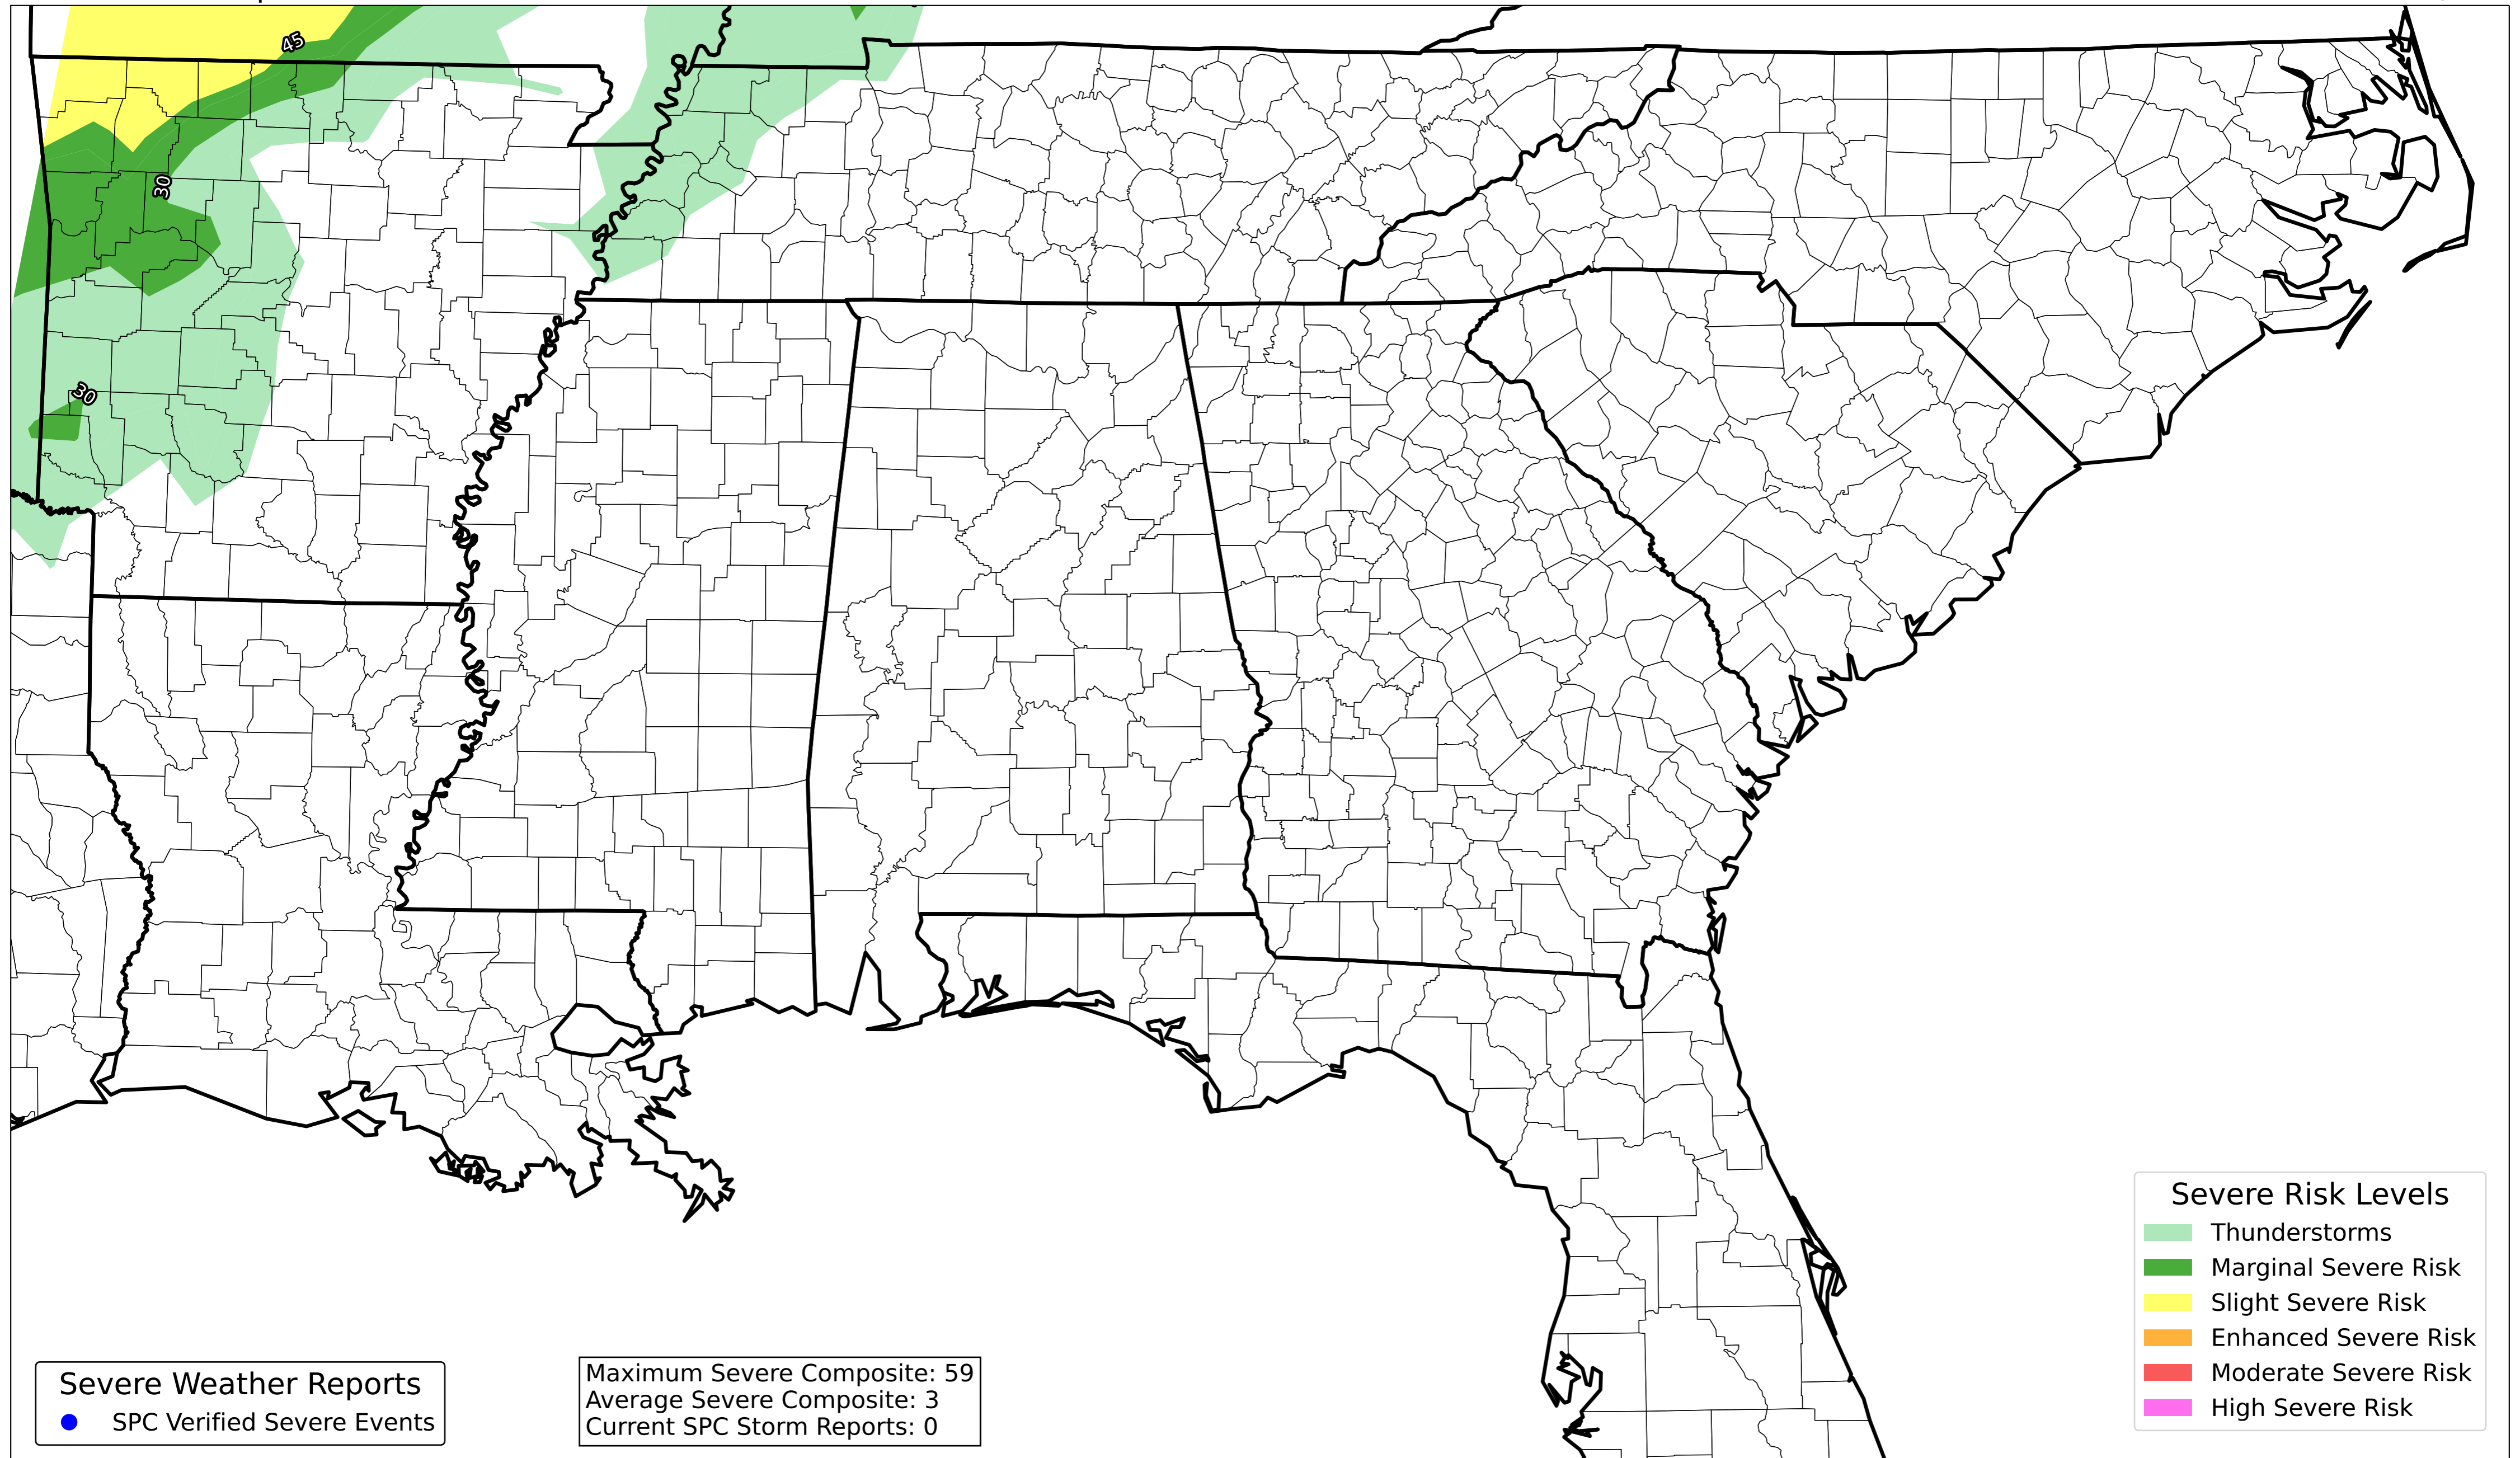 45
30
30
Severe Risk Levels
Thunderstorms
Marginal Severe Risk
Slight Severe Risk
Enhanced Severe Risk
Moderate Severe Risk
High Severe Risk
Severe Weather Reports
SPC Verified Severe Events
Maximum Severe Composite: 59
Average Severe Composite: 3
Current SPC Storm Reports: 0